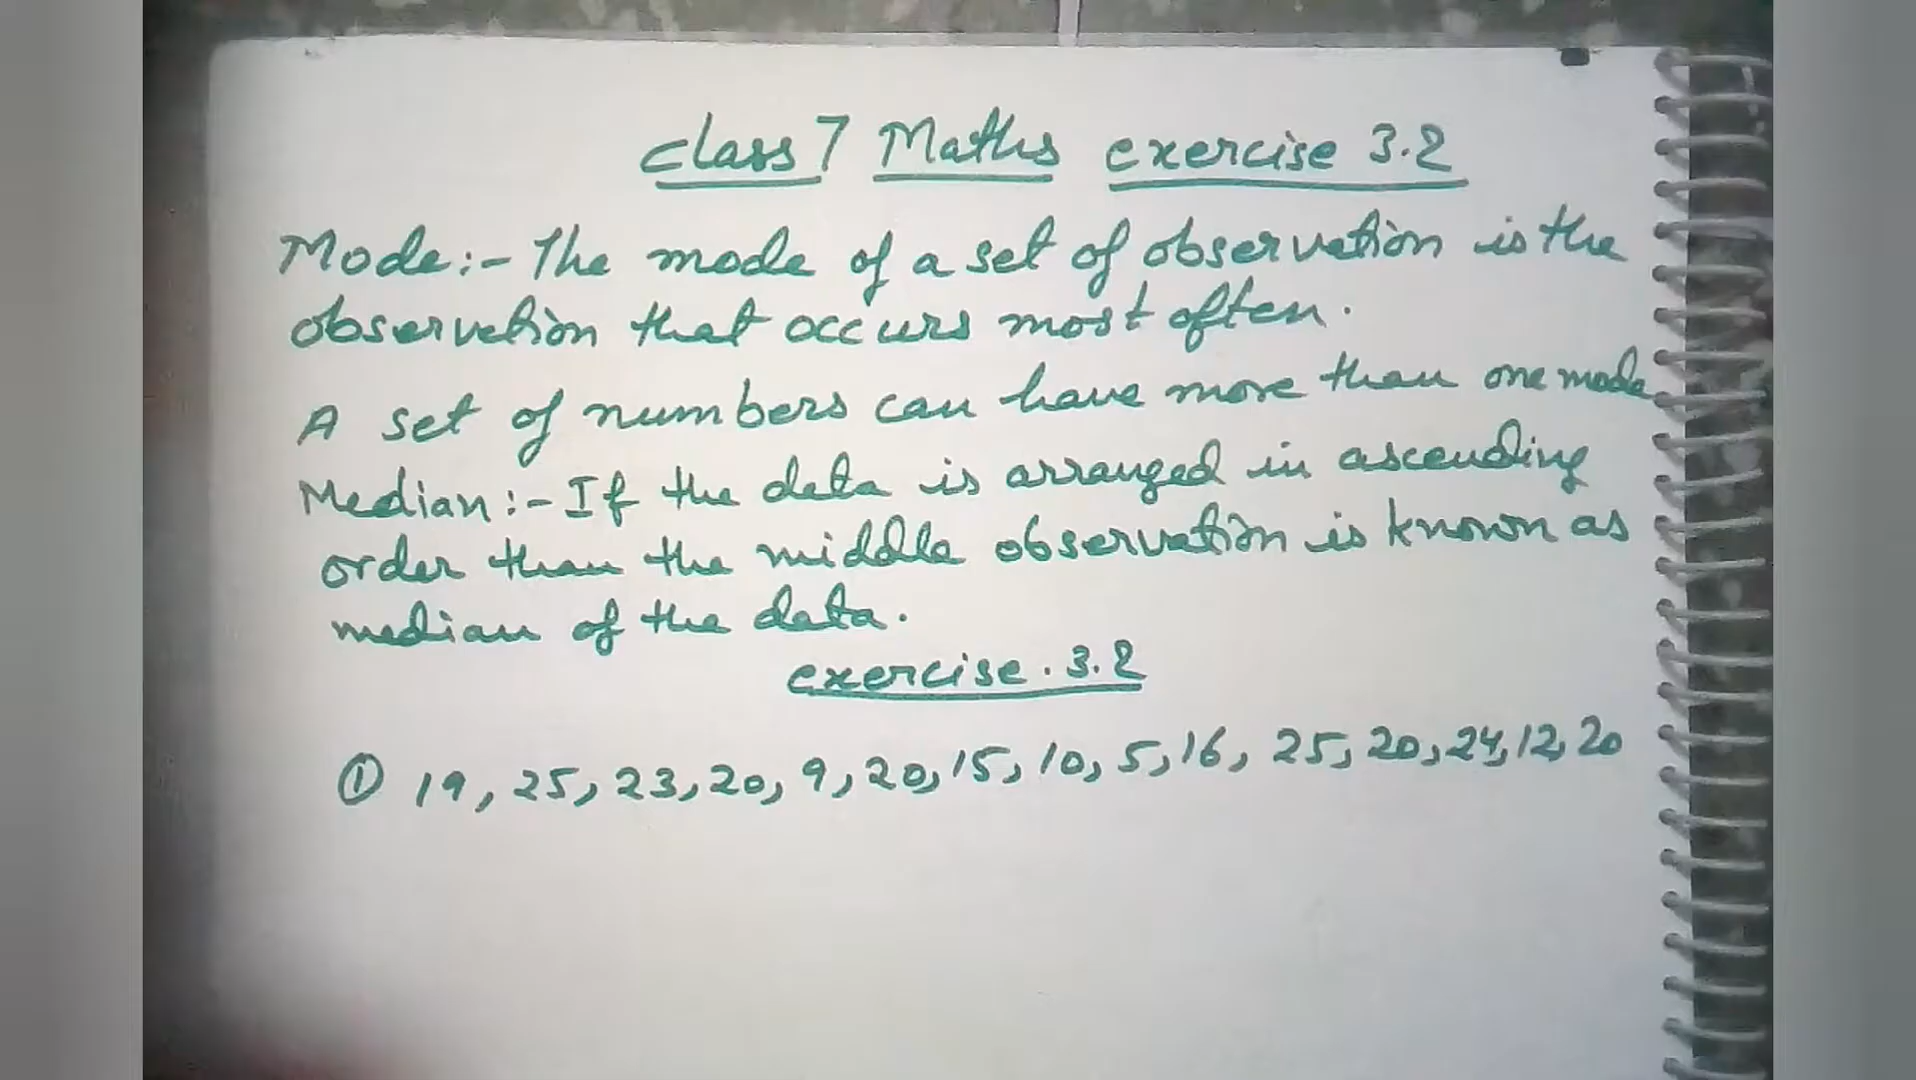 class 7 Maths exercise 3.2
Mode:- The mode of a set of observation is the
observation that occurs most often.
A set of numbers can have more than one mode
Median:- If the data is arranged in ascending
order than the middle observation is known as
median of the data.
exercise. 3.2
① 19, 25, 23, 20, 9, 20, 15, 10, 5, 16, 25, 20, 24, 12, 20